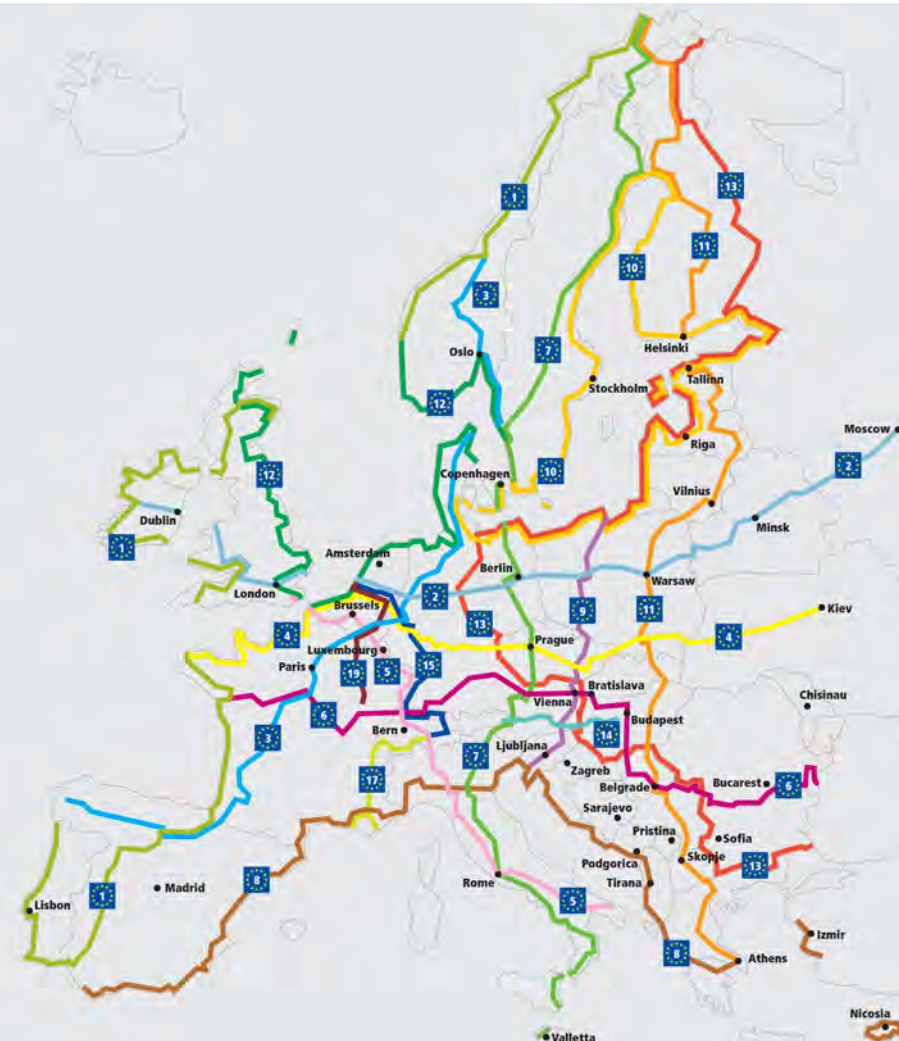 1
13
11
10
3
7
Oslo
Helsinki
Stockholm
Tallinn
12
Moscow
Riga
2
12
10
Copenhagen
Vilnius
Dublin
Minsk
1
Amsterdam
Berlin
Warsaw
London
2
Brussels
9
11
Kiev
4
13
4
Prague
Luxembourg
Paris
19
5
15
Bratislava
Vienna
Chisinau
6
Budapest
3
Bern
14
Ljubljana
7
Zagreb
17
Belgrade
Bucarest
6
Sarajevo
Pristina
Sofia
Podgorica
Skopje
13
Rome
Tirana
Madrid
8
1
Lisbon
5
Izmir
8
Athens
Nicosia
Valletta